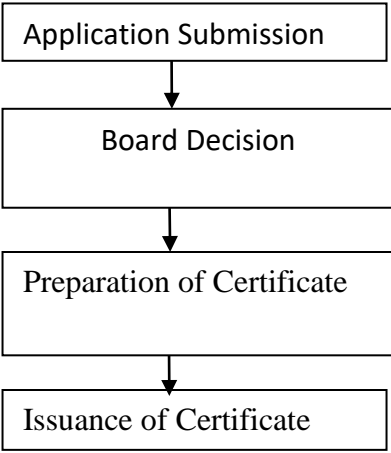 Application Submission
Board Decision
Preparation of Certificate
Issuance of Certificate